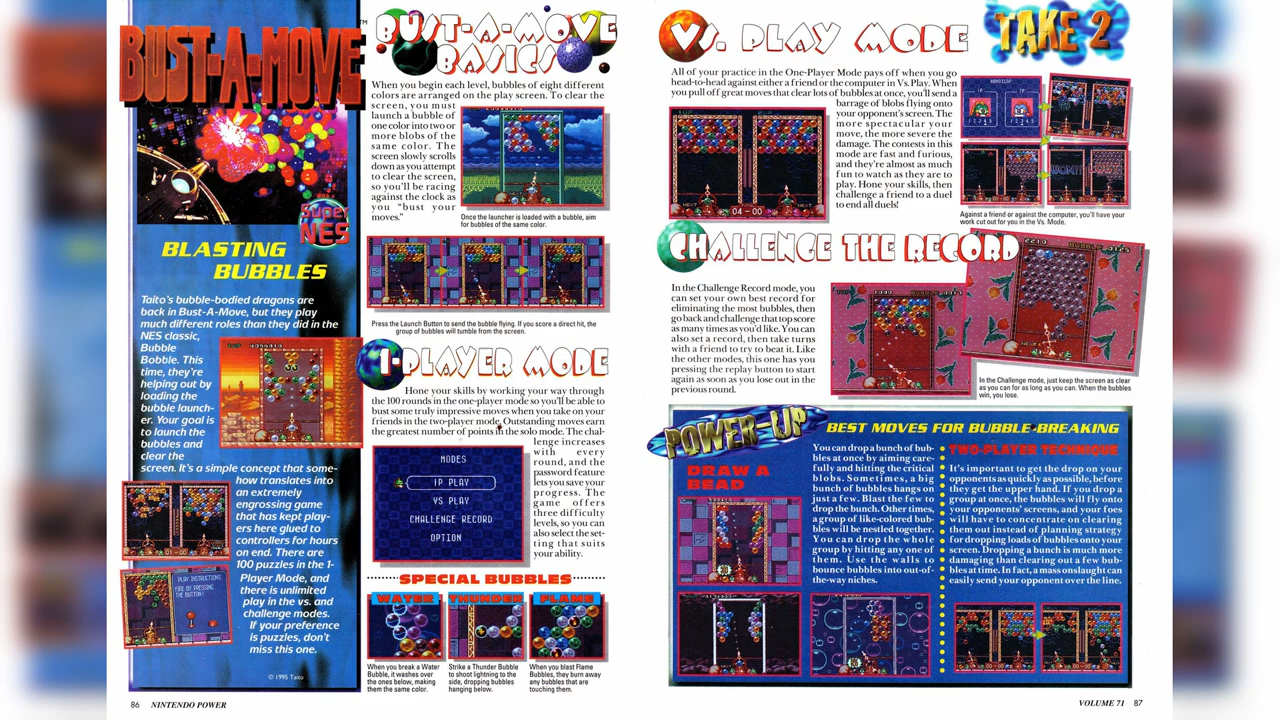 BUST-A-MOVE
™
Super
NES
BLASTING
BUBBLES
Taito's bubble-bodied dragons are
back in Bust-A-Move, but they play
much different roles than they did in the
NES classic,
Bubble
Bobble. This
time, they're
helping out by
loading the
bubble launch-
er. Your goal is
to launch the
bubbles and
clear the
screen. It's a simple concept that some-
how translates into
an extremely
engrossing game
that has kept play-
ers here glued to
controllers for hours
on end. There are
100 puzzles in the 1-
Player Mode, and
there is unlimited
play in the vs. and
challenge modes.
If your preference
is puzzles, don't
miss this one.
PLAY INSTRUCTIONS
FIRE BY PRESSING
THE BUTTON!
© 1995 Taito
86 NINTENDO POWER
BUST-A-MOVE
BASICS
When you begin each level, bubbles of eight different
colors are arranged on the play screen. To clear the
screen, you must
launch a bubble of
one color into two or
more blobs of the
same color. The
screen slowly scrolls
down as you attempt
to clear the screen,
so you'll be racing
against the clock as
you "bust your
moves."
Once the launcher is loaded with a bubble, aim
for bubbles of the same color.
Press the Launch Button to send the bubble flying. If you score a direct hit, the
group of bubbles will tumble from the screen.
1-PLAYER MODE
Hone your skills by working your way through
the 100 rounds in the one-player mode so you'll be able to
bust some truly impressive moves when you take on your
friends in the two-player mode. Outstanding moves earn
the greatest number of points in the solo mode. The chal-
lenge increases
with every
round, and the
password feature
lets you save your
progress. The
game offers
three difficulty
levels, so you can
also select the set-
ting that suits
your ability.
MODES
1P PLAY
VS PLAY
CHALLENGE RECORD
OPTION
SPECIAL BUBBLES
WATER
THUNDER
FLAME
When you break a Water
Bubble, it washes over
the ones below, making
them the same color.
Strike a Thunder Bubble
to shoot lightning to the
side, dropping bubbles
hanging below.
When you blast Flame
Bubbles, they burn away
any bubbles that are
touching them.
VS. PLAY MODE
TAKE 2
All of your practice in the One-Player Mode pays off when you go
head-to-head against either a friend or the computer in Vs. Play. When
you pull off great moves that clear lots of bubbles at once, you'll send a
barrage of blobs flying onto
your opponent's screen. The
more spectacular your
move, the more severe the
damage. The contests in this
mode are fast and furious,
and they're almost as much
fun to watch as they are to
play. Hone your skills, then
challenge a friend to a duel
to end all duels!
NEXT
04-00
NEXT
HANDICAP
1P
2P
1 2 3 4 5
1 2 3 4 5
Against a friend or against the computer, you'll have your
work cut out for you in the Vs. Mode.
CHALLENGE THE RECORD
In the Challenge Record mode, you
can set your own best record for
eliminating the most bubbles, then
go back and challenge that top score
as many times as you'd like. You can
also set a record, then take turns
with a friend to try to beat it. Like
the other modes, this one has you
pressing the replay button to start
again as soon as you lose out in the
previous round.
In the Challenge mode, just keep the screen as clear
as you can for as long as you can. When the bubbles
win, you lose.
POWER-UP
BEST MOVES FOR BUBBLE-BREAKING
DRAW A
BEAD
You can drop a bunch of bub-
bles at once by aiming care-
fully and hitting the critical
blobs. Sometimes, a big
bunch of bubbles hangs on
just a few. Blast the few to
drop the bunch. Other times,
a group of like-colored bub-
bles will be nestled together.
You can drop the whole
group by hitting any one of
them. Use the walls to
bounce bubbles into out-of-
the-way niches.
TWO-PLAYER TECHNIQUE
It's important to get the drop on your
opponents as quickly as possible, before
they get the upper hand. If you drop a
group at once, the bubbles will fly onto
your opponents' screens, and your foes
will have to concentrate on clearing
them out instead of planning strategy
for dropping loads of bubbles onto your
screen. Dropping a bunch is much more
damaging than clearing out a few bub-
bles at time. In fact, a mass onslaught can
easily send your opponent over the line.
VOLUME 71 87